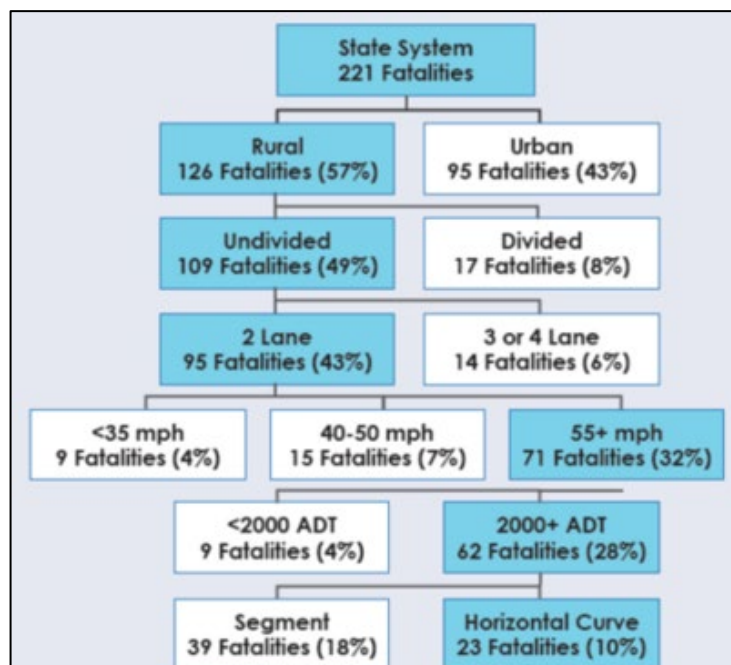 State System
221 Fatalities
Rural
126 Fatalities (57%)
Urban
95 Fatalities (43%)
Undivided
109 Fatalities (49%)
Divided
17 Fatalities (8%)
2 Lane
95 Fatalities (43%)
3 or 4 Lane
14 Fatalities (6%)
<35 mph
9 Fatalities (4%)
40-50 mph
15 Fatalities (7%)
55+ mph
71 Fatalities (32%)
<2000 ADT
9 Fatalities (4%)
2000+ ADT
62 Fatalities (28%)
Segment
39 Fatalities (18%)
Horizontal Curve
23 Fatalities (10%)